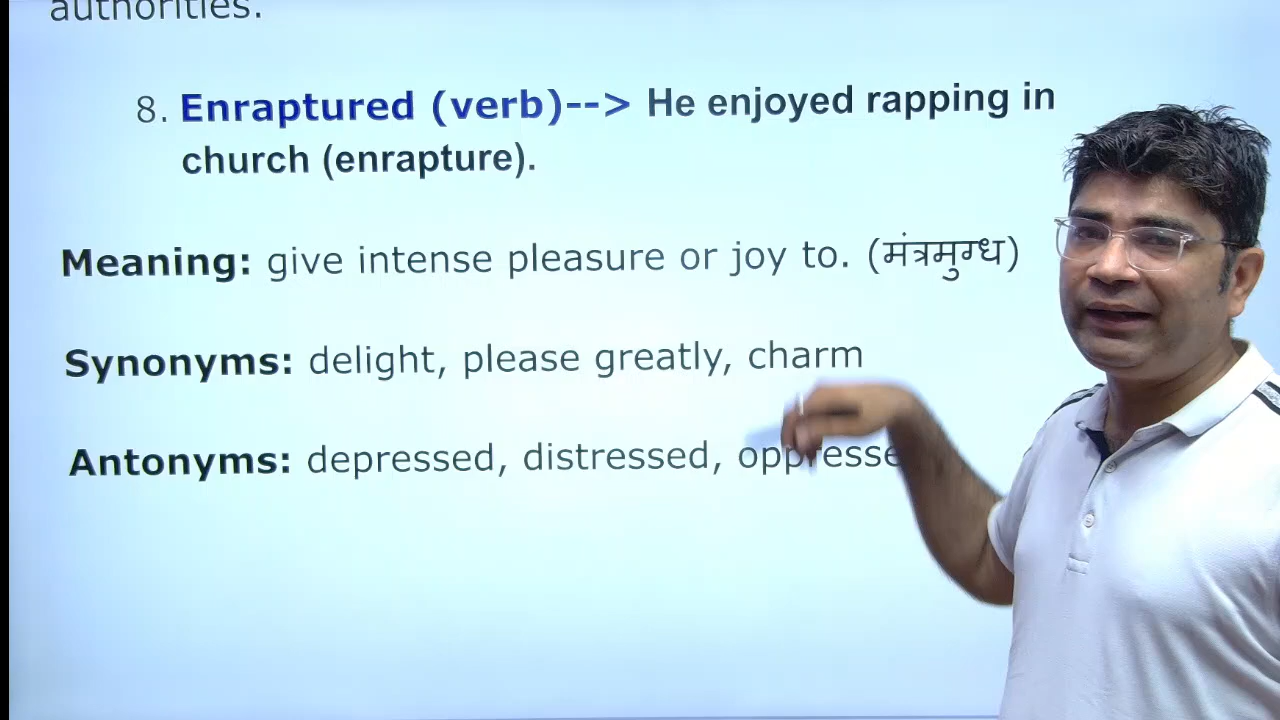 authorities.
8. Enraptured (verb)--> He enjoyed rapping in
church (enrapture).
Meaning: give intense pleasure or joy to. (मंत्रमुग्ध)
Synonyms: delight, please greatly, charm
Antonyms: depressed, distressed,